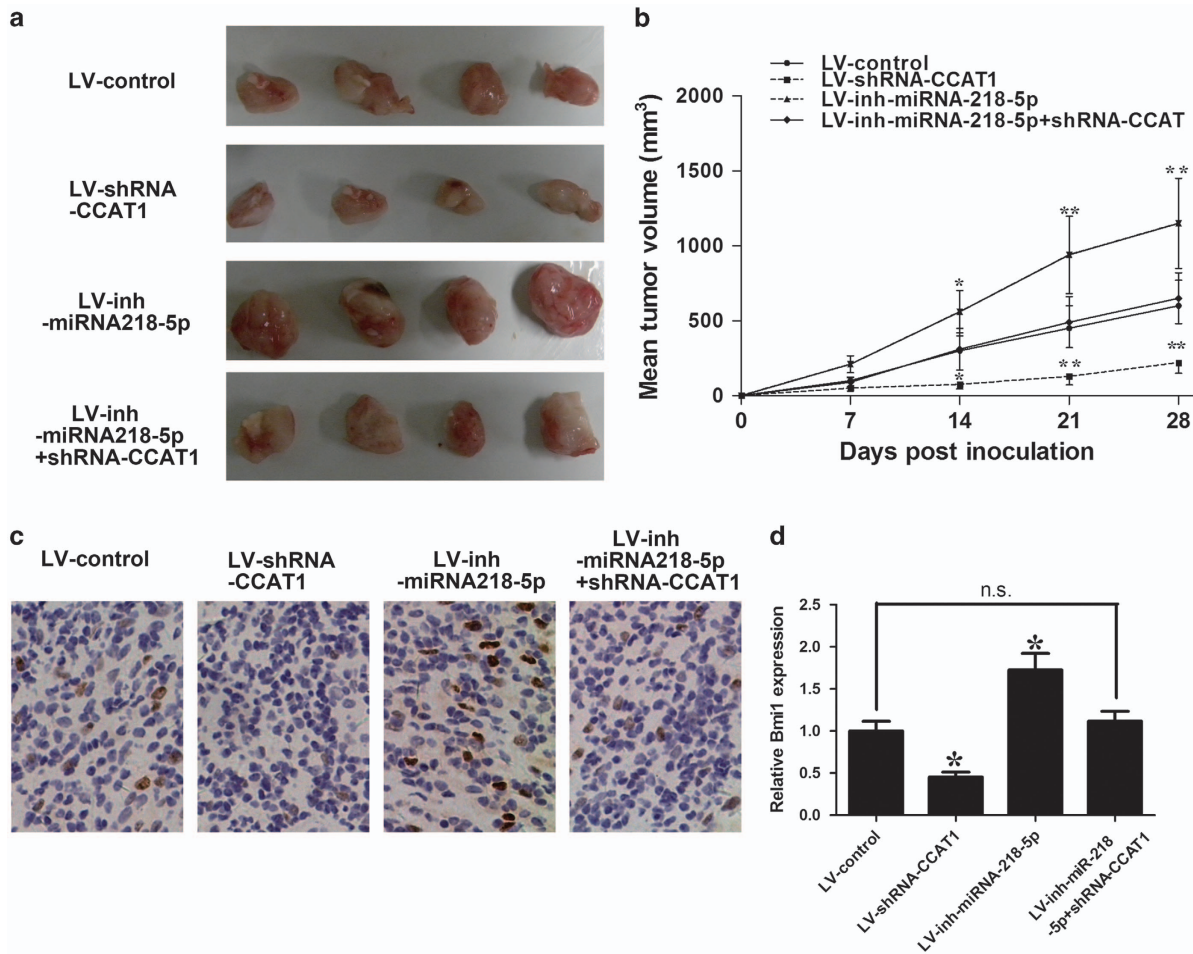 a
LV-control
LV-shRNA
-CCAT1
LV-inh
-miRNA218-5p
LV-inh
-miRNA218-5p
+shRNA-CCAT1
b
LV-control
LV-shRNA-CCAT1
LV-inh-miRNA-218-5p
LV-inh-miRNA-218-5p+shRNA-CCAT
Mean tumor volume (mm³)
2000
1500
1000
500
0
**
**
*
*
**
**
0 7 14 21 28
Days post inoculation
c
LV-control
LV-shRNA
-CCAT1
LV-inh
-miRNA218-5p
LV-inh
-miRNA218-5p
+shRNA-CCAT1
d
n.s.
Relative Bmi1 expression
2.5
2.0
1.5
1.0
0.5
0.0
*
*
LV-control
LV-shRNA-CCAT1
LV-inh-miRNA-218-5p
LV-inh-miR-218
-5p+shRNA-CCAT1